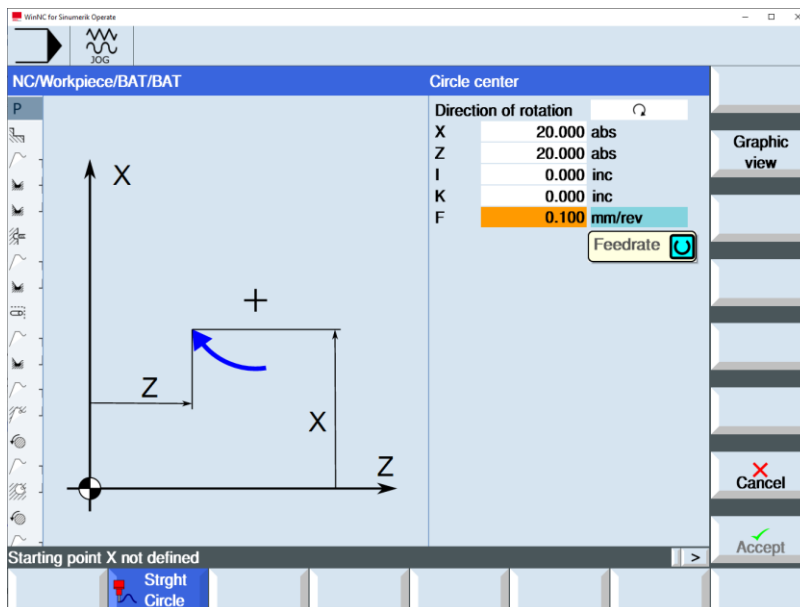 WinNC for Sinumerik Operate
JOG
NC/Workpiece/BAT/BAT
Circle center
P
Direction of rotation
X 20.000 abs
Z 20.000 abs
I 0.000 inc
K 0.000 inc
F 0.100 mm/rev
Feedrate
Graphic
view
X
Z
X
Z
Cancel
Accept
Starting point X not defined
>
Strght
Circle